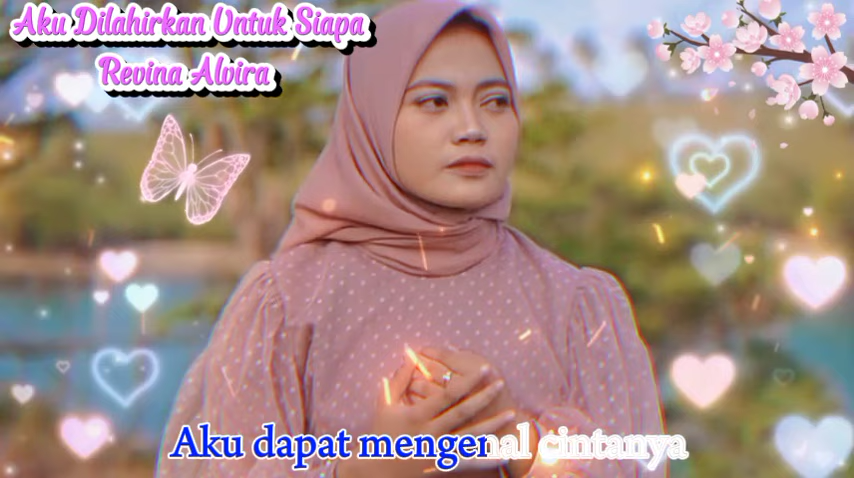 Aku Dilahirkan Untuk Siapa
Revina Alvira
Aku dapat mengenal cintanya